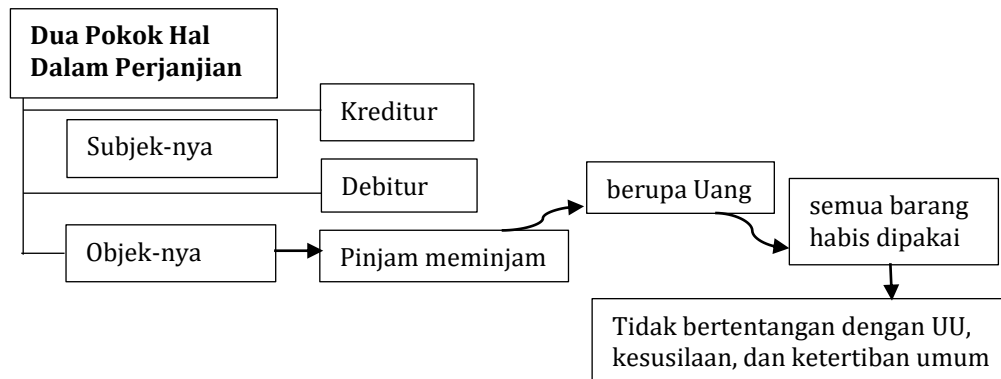 Dua Pokok Hal
Dalam Perjanjian
Kreditur
Subjek-nya
Debitur
Objek-nya
Pinjam meminjam
berupa Uang
semua barang
habis dipakai
Tidak bertentangan dengan UU,
kesusilaan, dan ketertiban umum